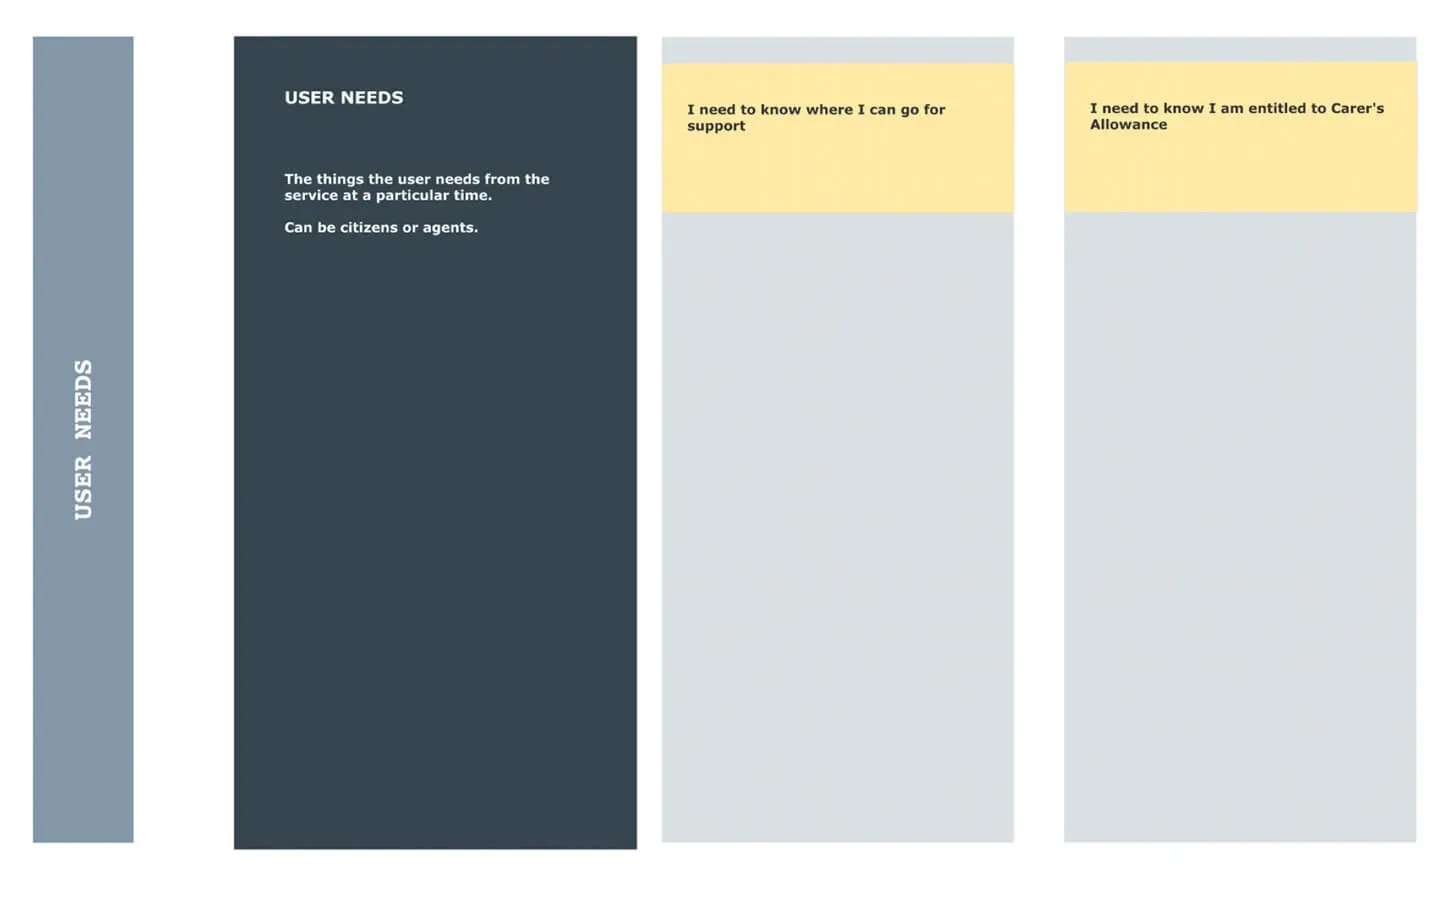 USER NEEDS
USER NEEDS
The things the user needs from the
service at a particular time.
Can be citizens or agents.
I need to know where I can go for
support
I need to know I am entitled to Carer's
Allowance